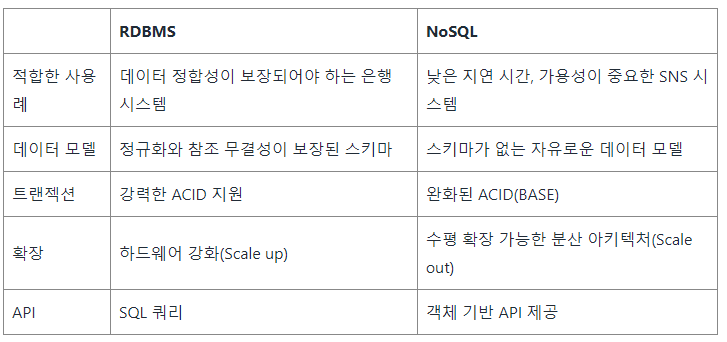 RDBMS NoSQL
적합한 사용 데이터 정합성이 보장되어야 하는 은행 낮은 지연 시간, 가용성이 중요한 SNS 시
례 시스템 스템
데이터 모델 정규화와 참조 무결성이 보장된 스키마 스키마가 없는 자유로운 데이터 모델
트랜젝션 강력한 ACID 지원 완화된 ACID(BASE)
확장 하드웨어 강화(Scale up) 수평 확장 가능한 분산 아키텍처(Scale
out)
API SQL 쿼리 객체 기반 API 제공